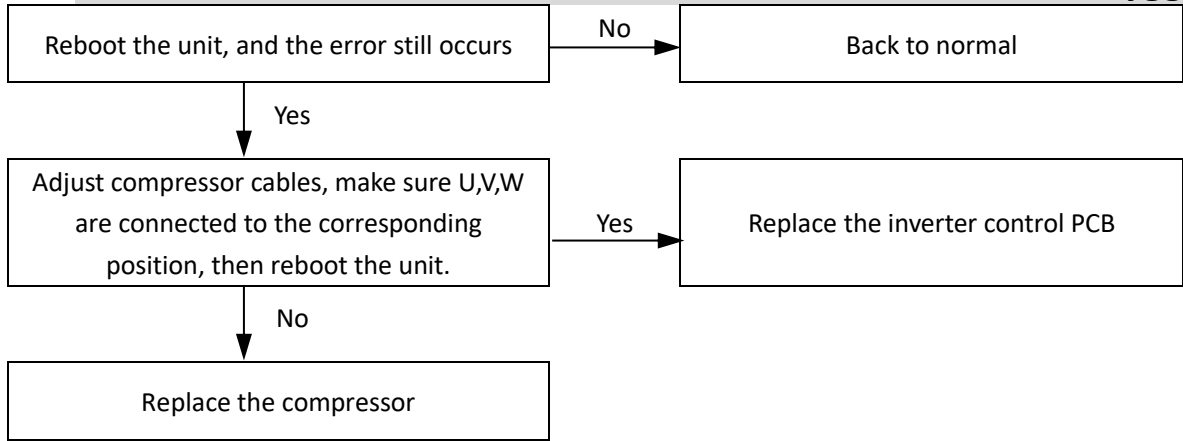 Reboot the unit, and the error still occurs
No
Back to normal
Yes
Adjust compressor cables, make sure U,V,W
are connected to the corresponding
position, then reboot the unit.
Yes
Replace the inverter control PCB
No
Replace the compressor